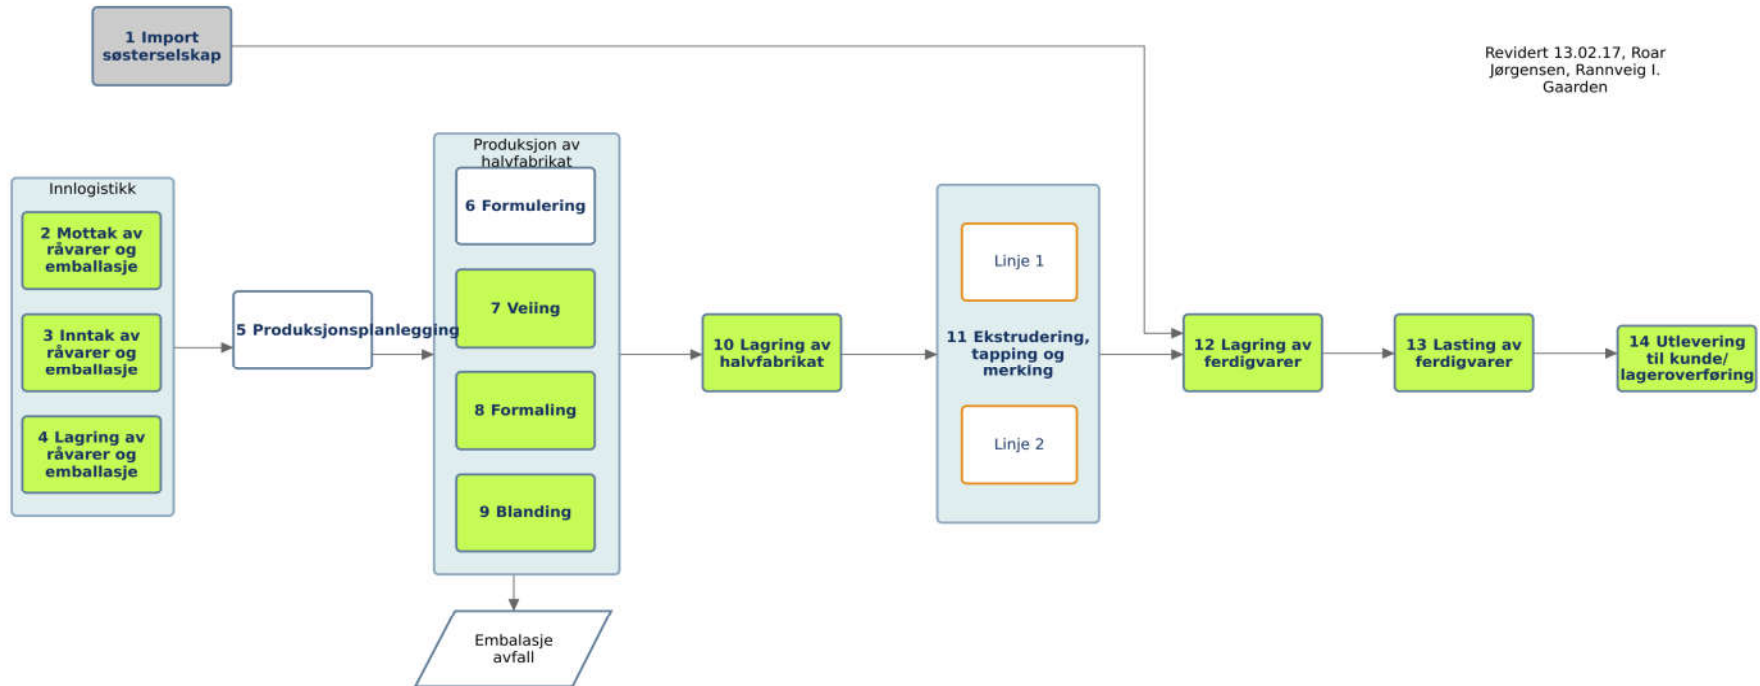 1 Import
søsterselskap
Revidert 13.02.17, Roar
Jørgensen, Rannveig I.
Gaarden
Innlogistikk
2 Mottak av
råvarer og
emballasje
3 Inntak av
råvarer og
emballasje
4 Lagring av
råvarer og
emballasje
5 Produksjonsplanlegging
Produksjon av
halvfabrikat
6 Formulering
7 Veiing
8 Formaling
9 Blanding
Embalasje
avfall
10 Lagring av
halvfabrikat
Linje 1
11 Ekstrudering,
tapping og
merking
Linje 2
12 Lagring av
ferdigvarer
13 Lasting av
ferdigvarer
14 Utlevering
til kunde/
lageroverføring